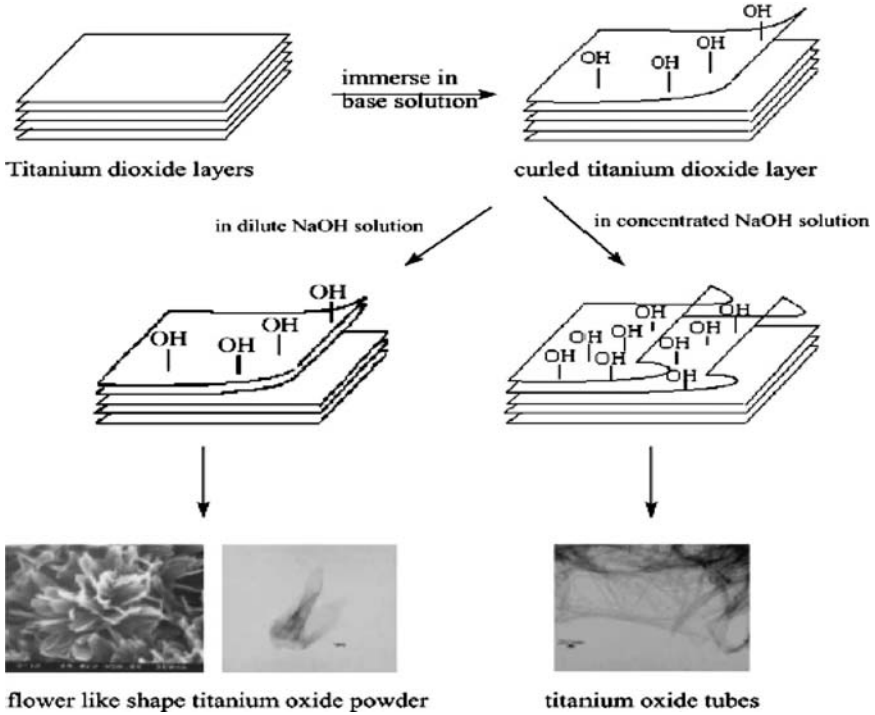 OH
OH
OH
OH
immerse in
base solution
Titanium dioxide layers
curled titanium dioxide layer
in dilute NaOH solution
in concentrated NaOH solution
OH
OH
OH
OH
OH
OH
OH
OH
OH
OH
OH
OH
OH
flower like shape titanium oxide powder
titanium oxide tubes